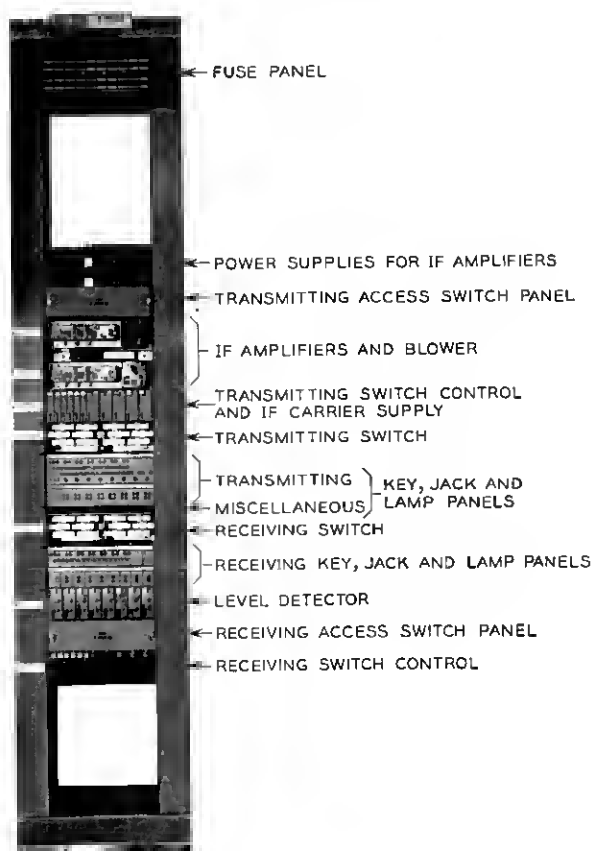 FUSE PANEL
POWER SUPPLIES FOR IF AMPLIFIERS
TRANSMITTING ACCESS SWITCH PANEL
IF AMPLIFIERS AND BLOWER
TRANSMITTING SWITCH CONTROL
AND IF CARRIER SUPPLY
TRANSMITTING SWITCH
TRANSMITTING
MISCELLANEOUS
KEY, JACK AND
LAMP PANELS
RECEIVING SWITCH
RECEIVING KEY, JACK AND LAMP PANELS
LEVEL DETECTOR
RECEIVING ACCESS SWITCH PANEL
RECEIVING SWITCH CONTROL